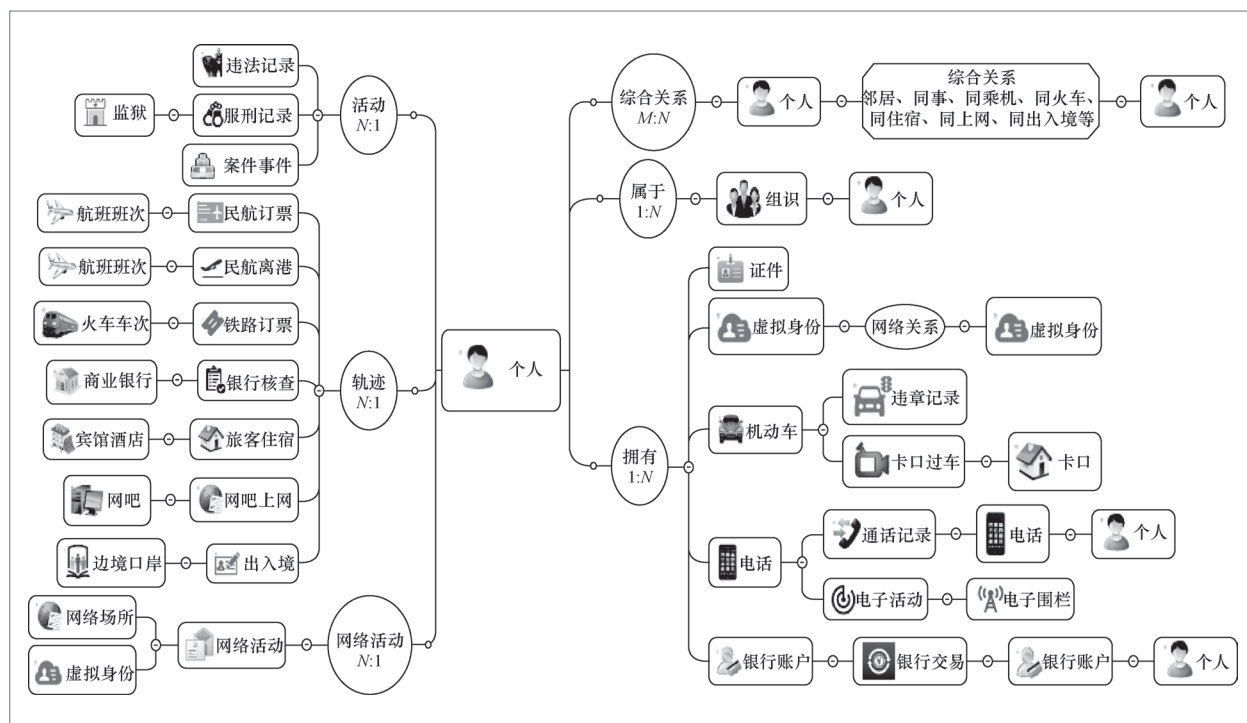 违法记录
监狱
服刑记录
案件事件
活动
N:1
航班班次
民航订票
航班班次
民航离港
火车车次
铁路订票
商业银行
银行核查
宾馆酒店
旅客住宿
网吧
网吧上网
边境口岸
出入境
轨迹
N:1
网络场所
虚拟身份
网络活动
网络活动
N:1
个人
综合关系
M:N
个人
综合关系
邻居、同事、同乘机、同火车、
同住宿、同上网、同出入境等
个人
属于
1:N
组识
个人
拥有
1:N
证件
虚拟身份
网络关系
虚拟身份
机动车
违章记录
卡口过车
卡口
电话
通话记录
电话
个人
电子活动
电子围栏
银行账户
银行交易
银行账户
个人